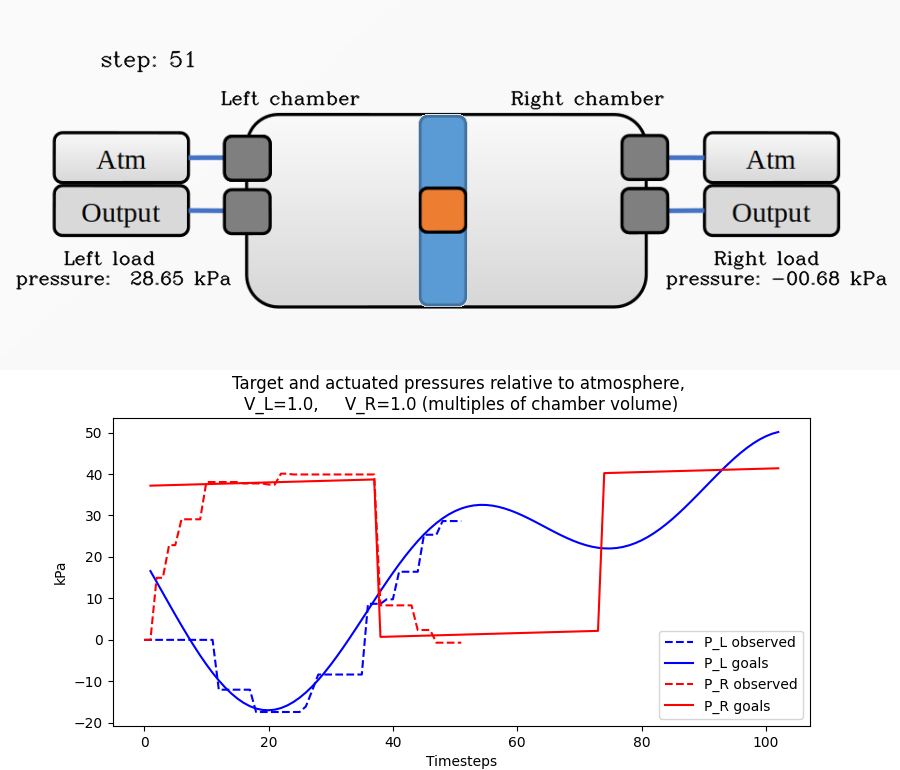 step: 51
Left chamber
Right chamber
Atm
Output
Left load
pressure: 28.65 kPa
Atm
Output
Right load
pressure: −00.68 kPa
Target and actuated pressures relative to atmosphere,
V_L=1.0, V_R=1.0 (multiples of chamber volume)
kPa
50
40
30
20
10
0
−10
−20
0
20
40
60
80
100
Timesteps
P_L observed
P_L goals
P_R observed
P_R goals